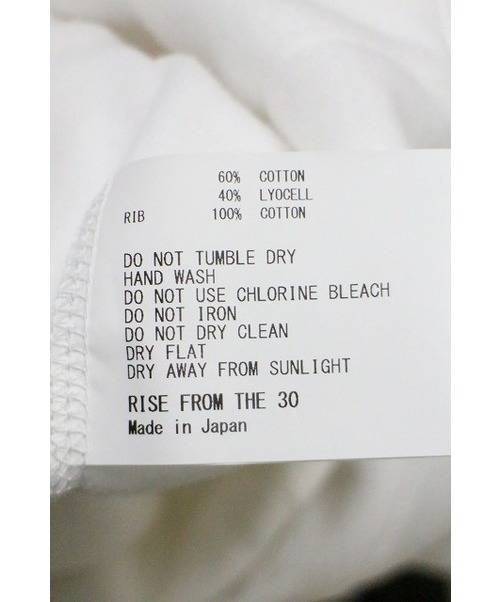 60% COTTON
40% LYOCELL
RIB 100% COTTON
DO NOT TUMBLE DRY
HAND WASH
DO NOT USE CHLORINE BLEACH
DO NOT IRON
DO NOT DRY CLEAN
DRY FLAT
DRY AWAY FROM SUNLIGHT
RISE FROM THE 30
Made in Japan